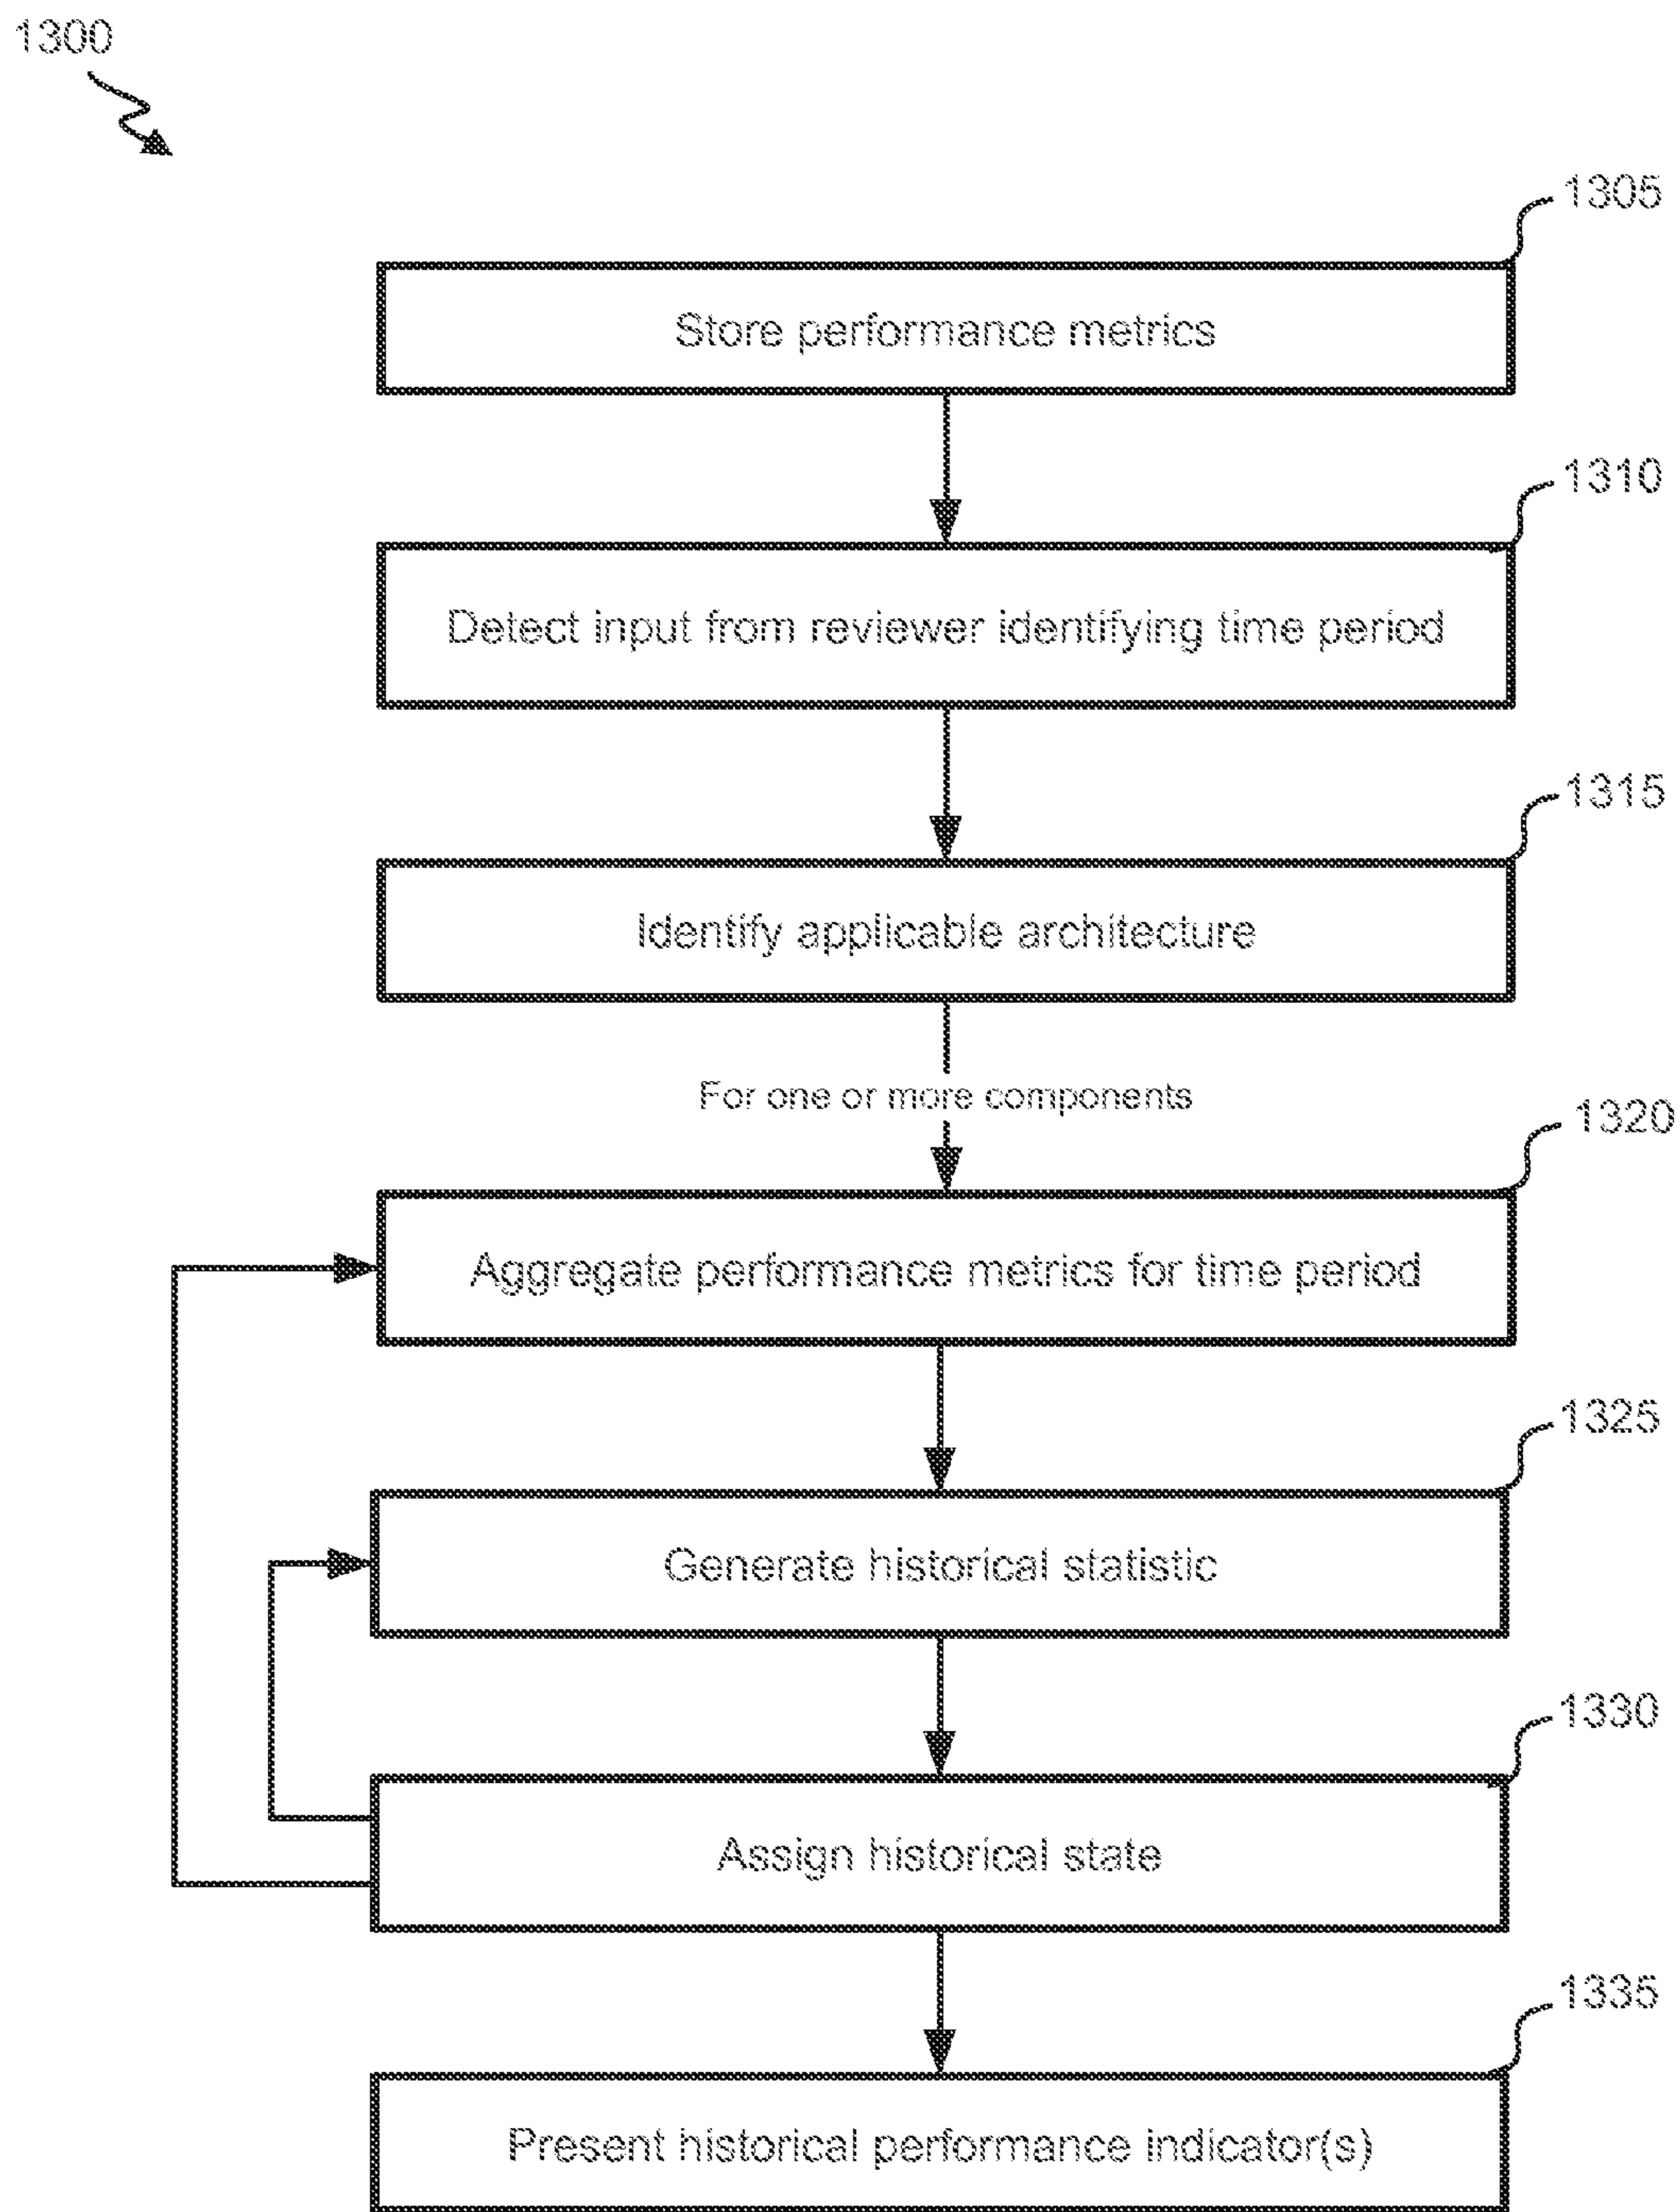 1300
1305
Store performance metrics
1310
Detect input from reviewer identifying time period
1315
Identify applicable architecture
For one or more components
1320
Aggregate performance metrics for time period
1325
Generate historical statistic
1330
Assign historical state
1335
Present historical performance indicator(s)